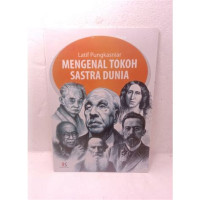 Latif Pungkasniar
MENGENAL TOKOH
SASTRA DUNIA